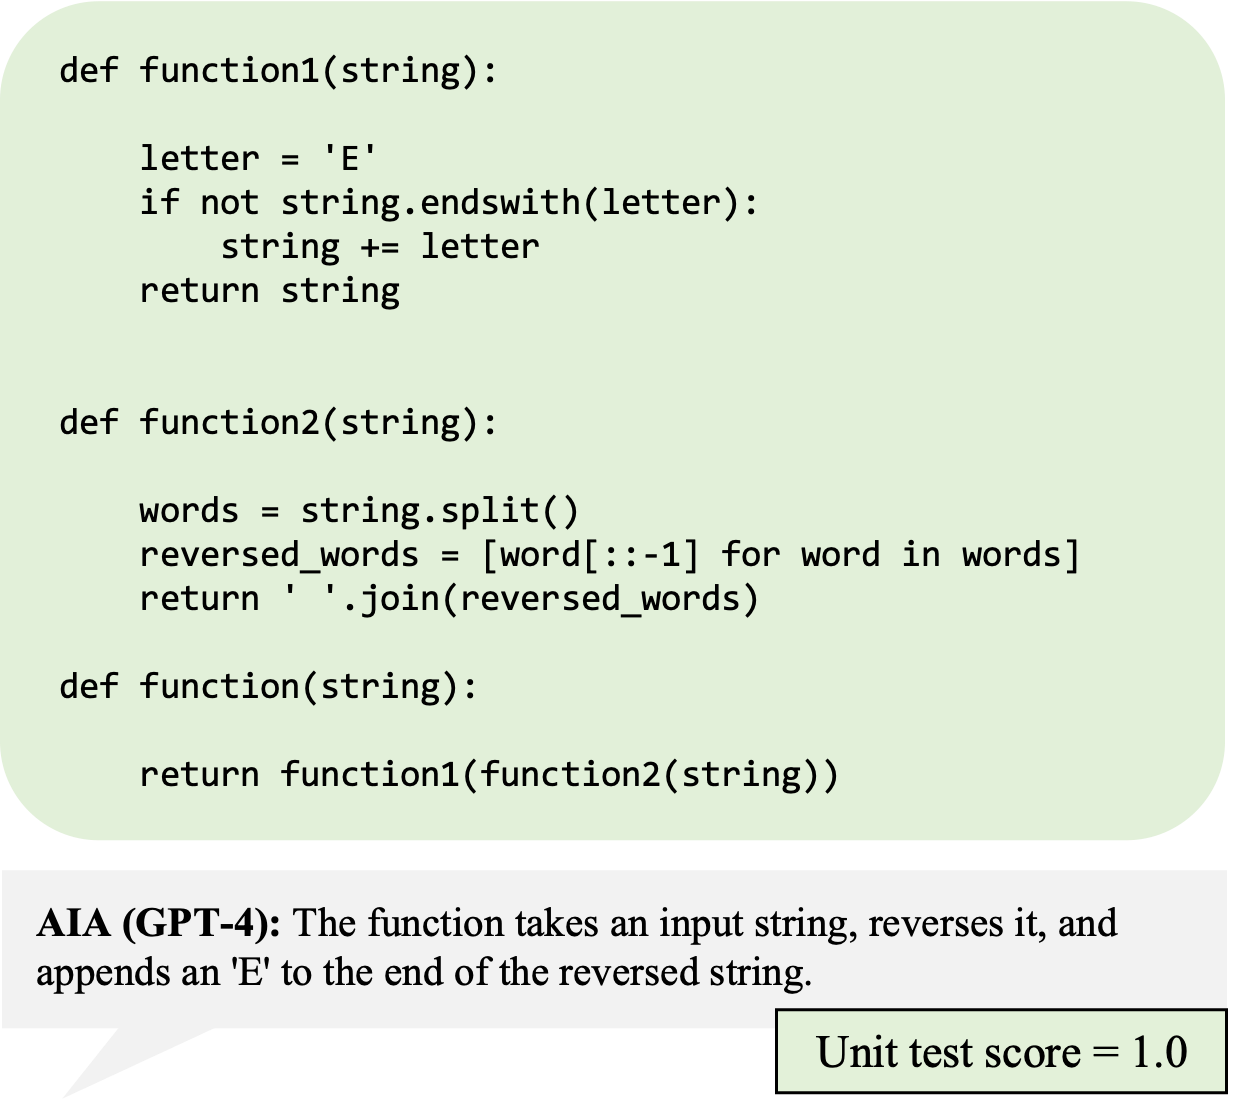 def function1(string):
    letter = 'E'
    if not string.endswith(letter):
        string += letter
    return string
def function2(string):
    words = string.split()
    reversed_words = [word[::-1] for word in words]
    return ' '.join(reversed_words)
def function(string):
    return function1(function2(string))
AIA (GPT-4): The function takes an input string, reverses it, and
appends an 'E' to the end of the reversed string.
Unit test score = 1.0